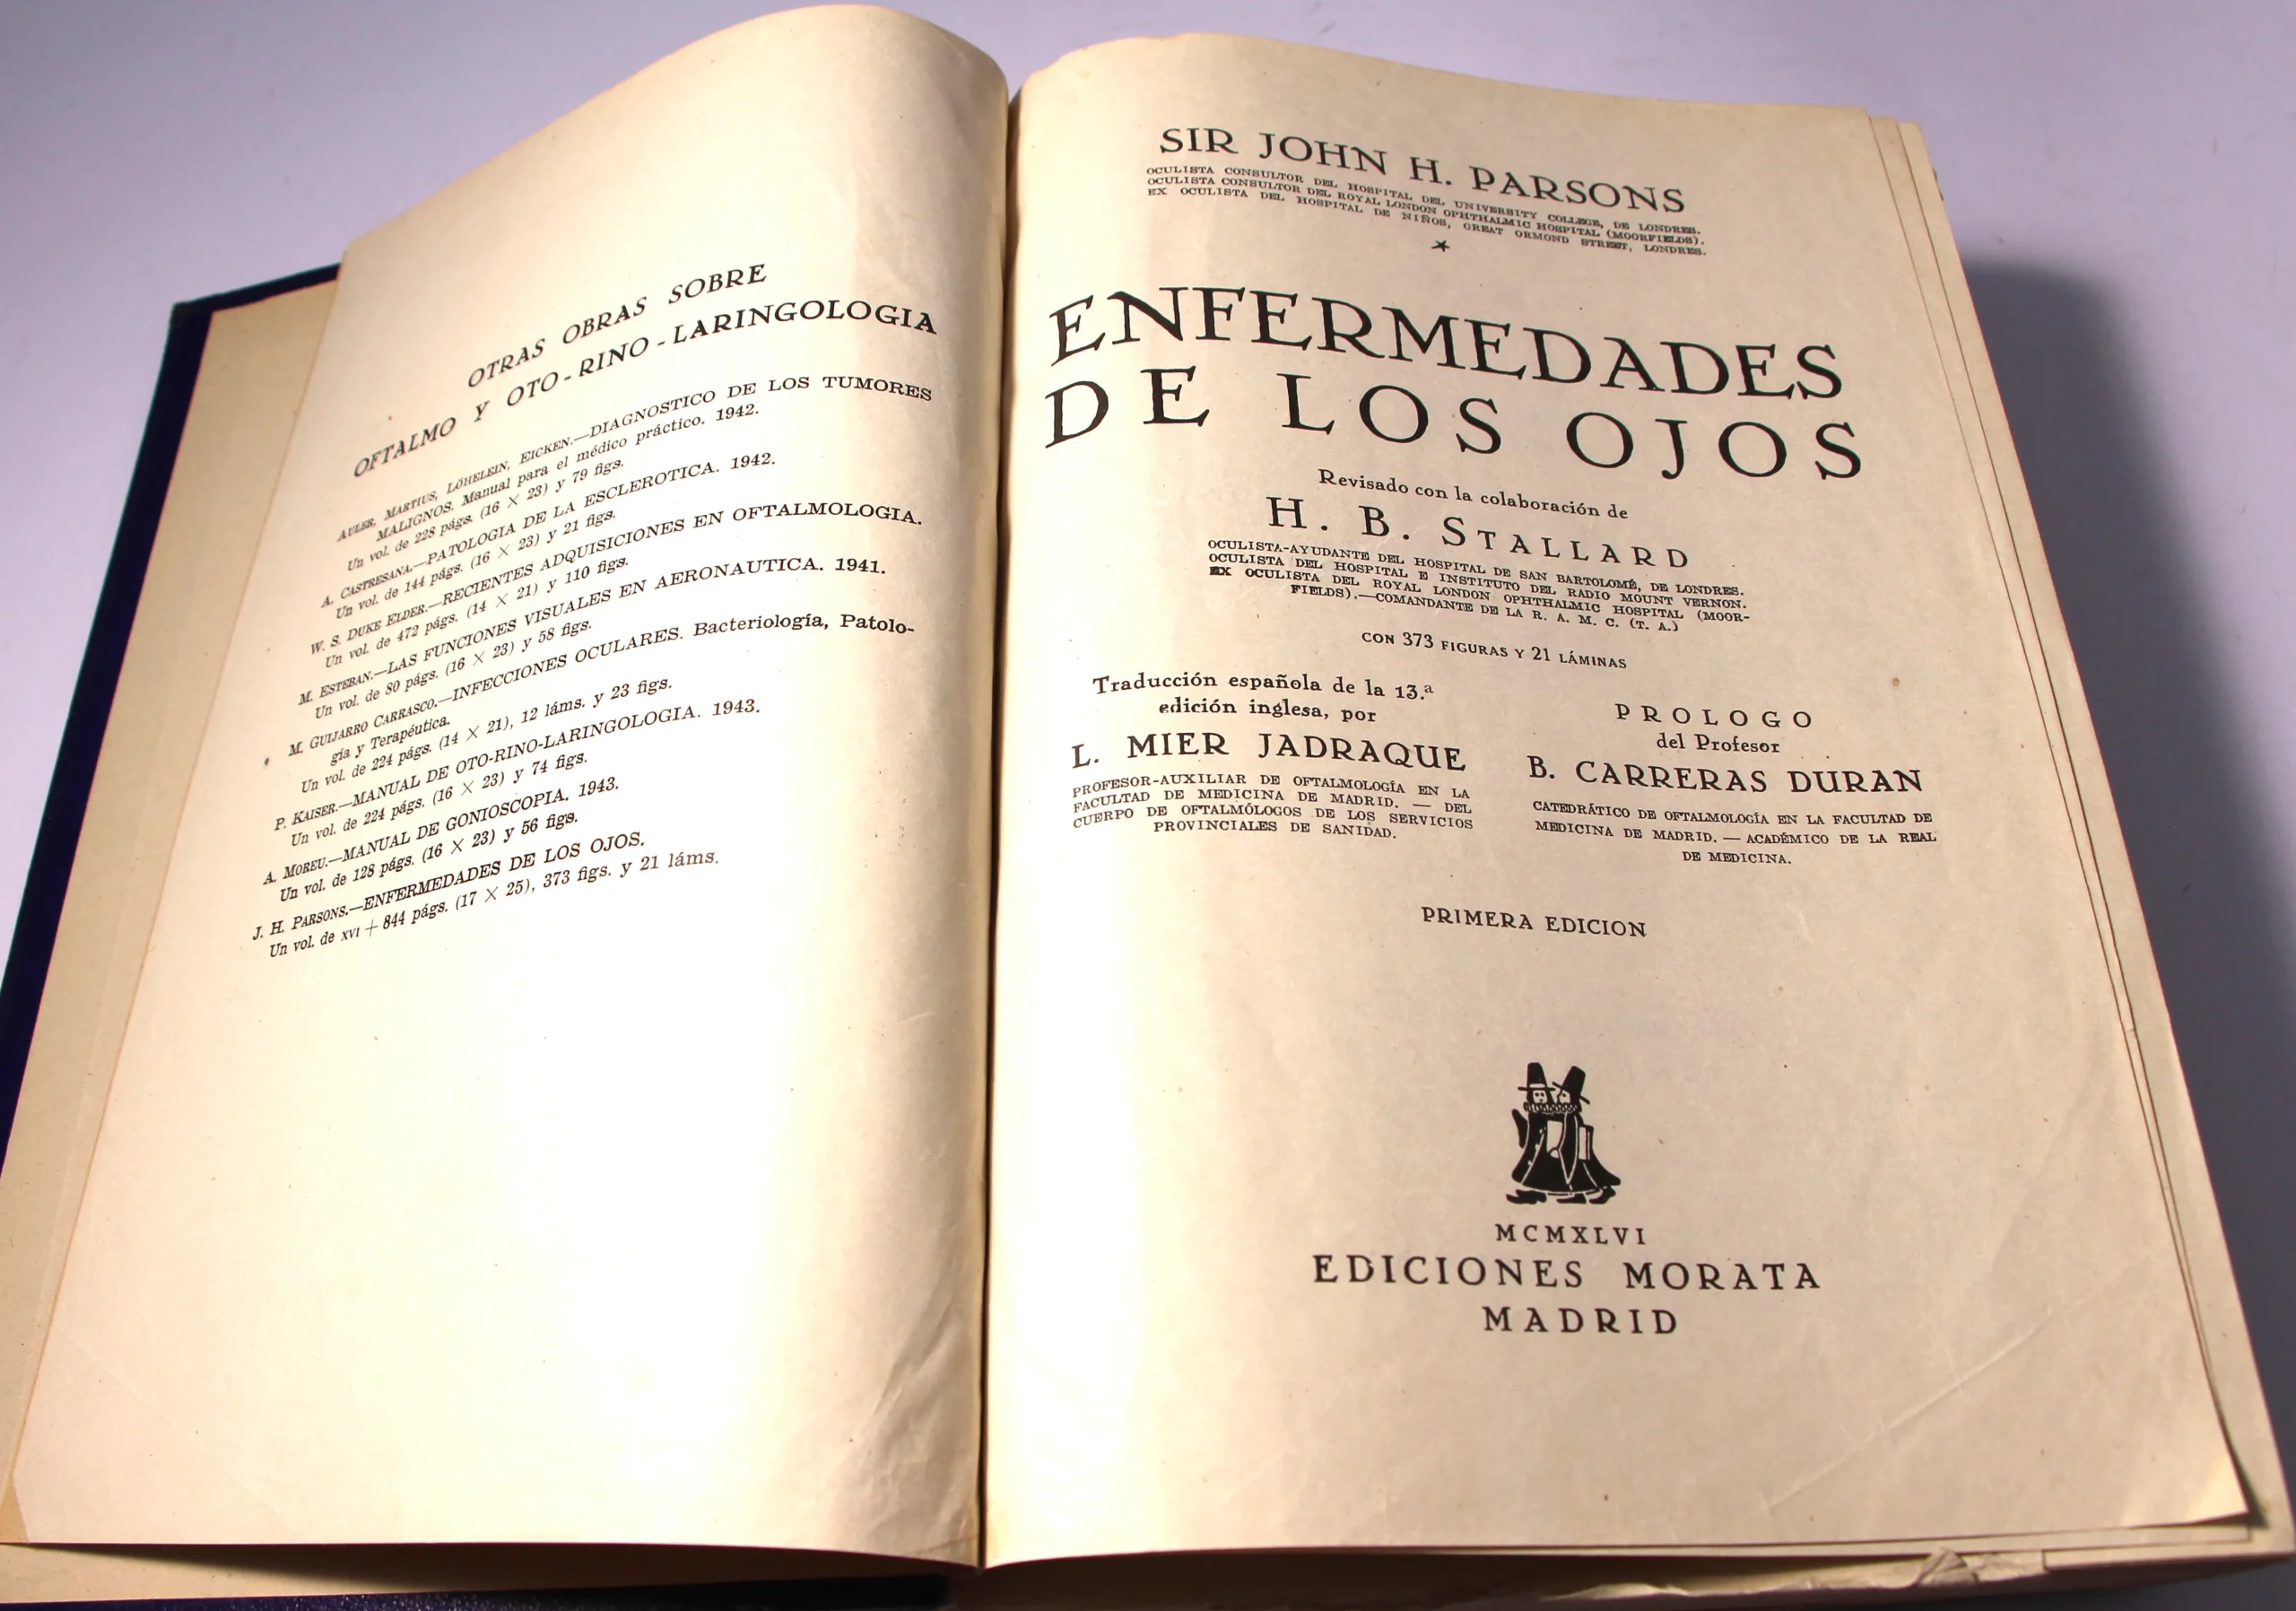 OTRAS OBRAS SOBRE
OFTALMO Y OTO-RINO-LARINGOLOGIA
AULER, MARTIUS, LÖHELEIN, EICKEN.—DIAGNOSTICO DE LOS TUMORES
MALIGNOS. Manual para el médico práctico. 1942.
Un vol. de 228 págs. (16 × 23) y 79 figs.
A. CASTRESANA.—PATOLOGIA DE LA ESCLEROTICA. 1942.
Un vol. de 144 págs. (16 × 23) y 21 figs.
W. S. DUKE ELDER.—RECIENTES ADQUISICIONES EN OFTALMOLOGIA.
Un vol. de 472 págs. (14 × 21) y 110 figs.
M. ESTEBAN.—LAS FUNCIONES VISUALES EN AERONAUTICA. 1941.
Un vol. de 80 págs. (16 × 23) y 58 figs.
M. GUIJARRO CARRASCO.—INFECCIONES OCULARES. Bacteriología, Patolo-
gía y Terapéutica.
Un vol. de 224 págs. (14 × 21), 12 láms. y 23 figs.
P. KAISER.—MANUAL DE OTO-RINO-LARINGOLOGIA. 1943.
Un vol. de 224 págs. (16 × 23) y 74 figs.
A. MOREU.—MANUAL DE GONIOSCOPIA. 1943.
Un vol. de 128 págs. (16 × 23) y 56 figs.
J. H. PARSONS.—ENFERMEDADES DE LOS OJOS.
Un vol. de XVI + 844 págs. (17 × 25), 373 figs. y 21 láms.
SIR JOHN H. PARSONS
OCULISTA CONSULTOR DEL HOSPITAL DEL UNIVERSITY COLLEGE, DE LONDRES.
OCULISTA CONSULTOR DEL ROYAL LONDON OPHTHALMIC HOSPITAL (MOORFIELDS).
EX OCULISTA DEL HOSPITAL DE NIÑOS, GREAT ORMOND STREET, LONDRES.
ENFERMEDADES
DE LOS OJOS
Revisado con la colaboración de
H. B. STALLARD
OCULISTA-AYUDANTE DEL HOSPITAL DE SAN BARTOLOMÉ, DE LONDRES.
OCULISTA DEL HOSPITAL E INSTITUTO DEL RADIO MOUNT VERNON.
EX OCULISTA DEL ROYAL LONDON OPHTHALMIC HOSPITAL (MOOR-
FIELDS).—COMANDANTE DE LA R. A. M. C. (T. A.)
CON 373 FIGURAS Y 21 LÁMINAS
Traducción española de la 13.ª
edición inglesa, por
L. MIER JADRAQUE
PROFESOR-AUXILIAR DE OFTALMOLOGÍA EN LA
FACULTAD DE MEDICINA DE MADRID. — DEL
CUERPO DE OFTALMÓLOGOS DE LOS SERVICIOS
PROVINCIALES DE SANIDAD.
PROLOGO
del Profesor
B. CARRERAS DURAN
CATEDRÁTICO DE OFTALMOLOGÍA EN LA FACULTAD DE
MEDICINA DE MADRID. — ACADÉMICO DE LA REAL
DE MEDICINA.
PRIMERA EDICION
MCMXLVI
EDICIONES MORATA
MADRID